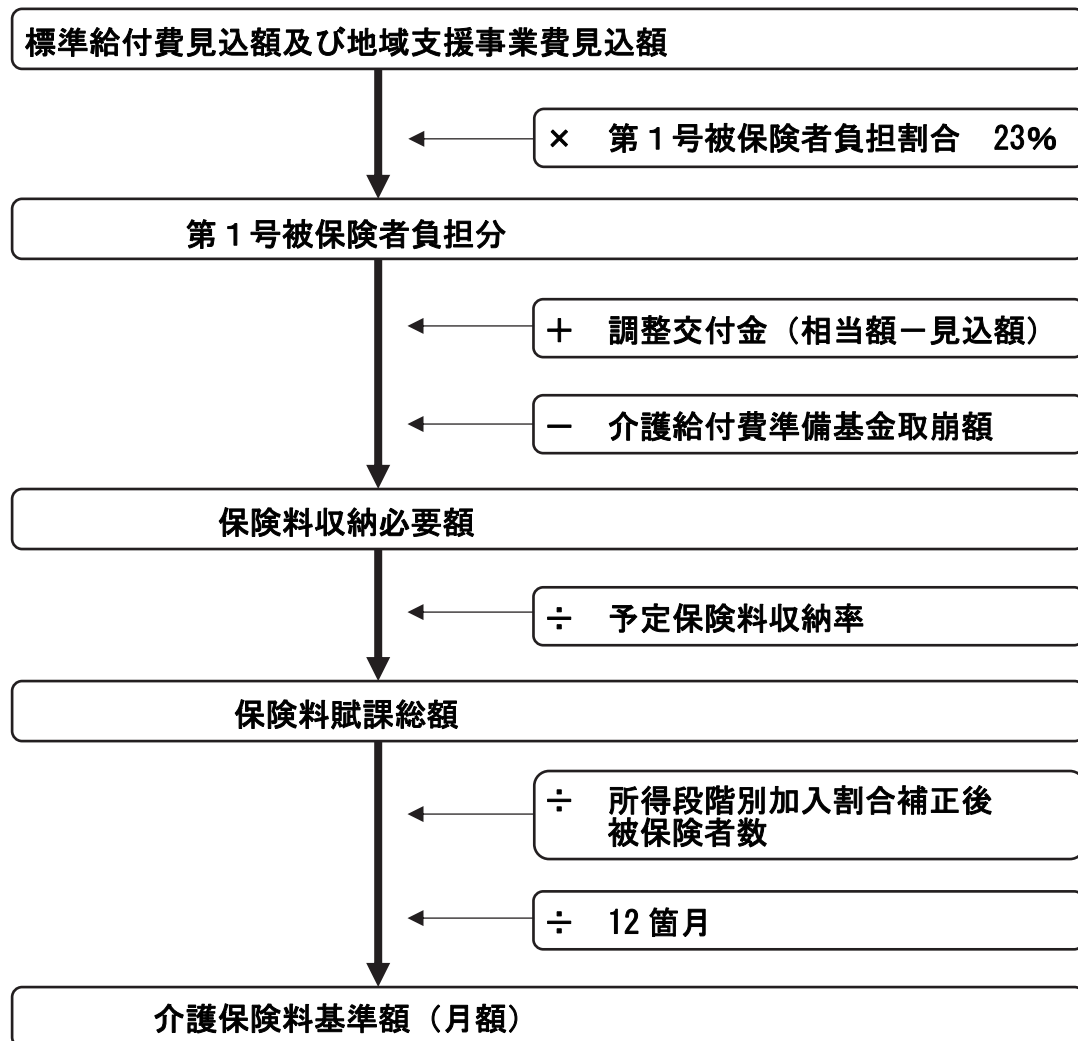 標準給付費見込額及び地域支援事業費見込額
× 第1号被保険者負担割合 23%
第1号被保険者負担分
＋ 調整交付金（相当額－見込額）
－ 介護給付費準備基金取崩額
保険料収納必要額
÷ 予定保険料収納率
保険料賦課総額
÷ 所得段階別加入割合補正後
被保険者数
÷ 12箇月
介護保険料基準額（月額）